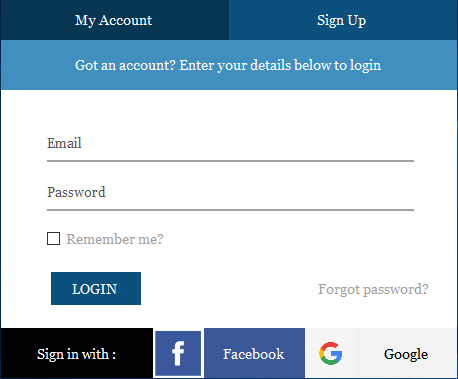 My Account Sign Up
Got an account? Enter your details below to login
Email
Password
Remember me?
LOGIN Forgot password?
Sign in with : f Facebook G Google